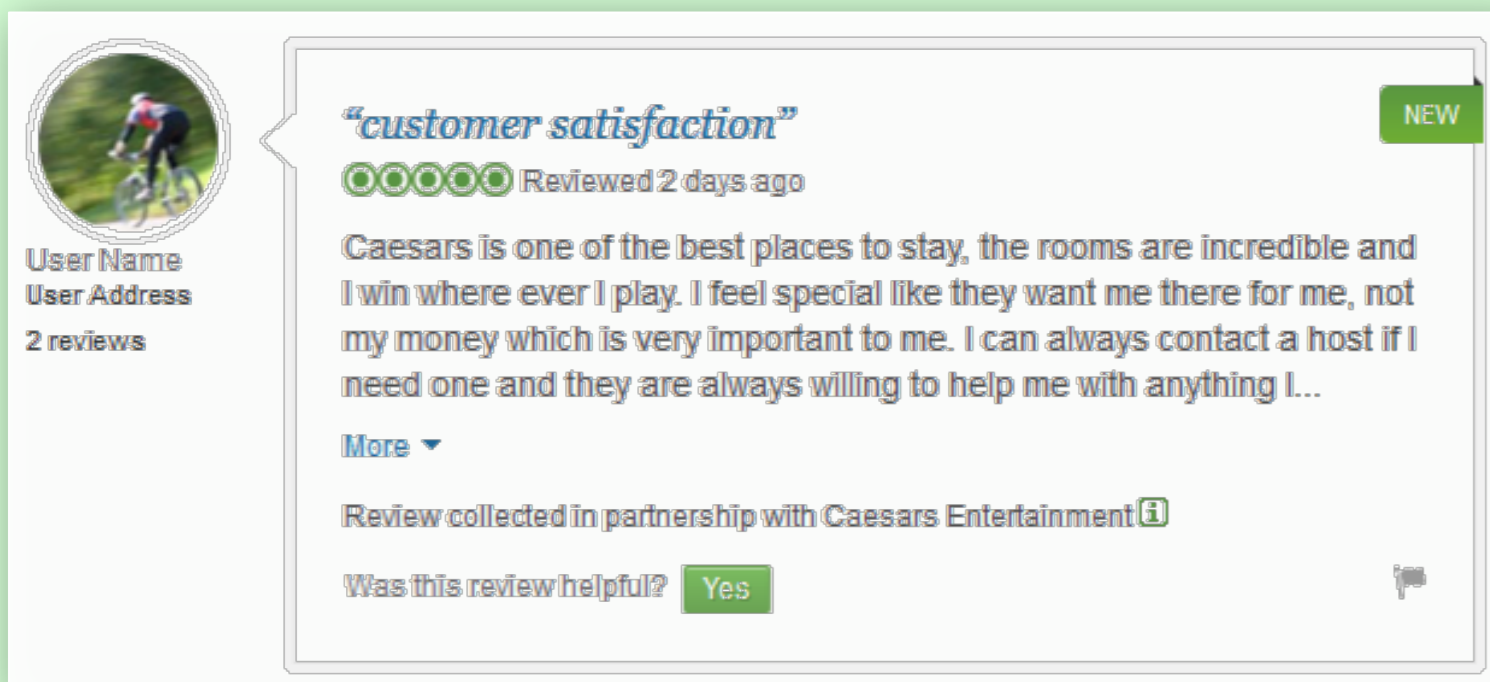 “customer satisfaction”
NEW
Reviewed 2 days ago
Caesars is one of the best places to stay, the rooms are incredible and
I win where ever I play. I feel special like they want me there for me, not
my money which is very important to me. I can always contact a host if I
need one and they are always willing to help me with anything I...
More
Review collected in partnership with Caesars Entertainment i
Was this review helpful? Yes
User Name
User Address
2 reviews